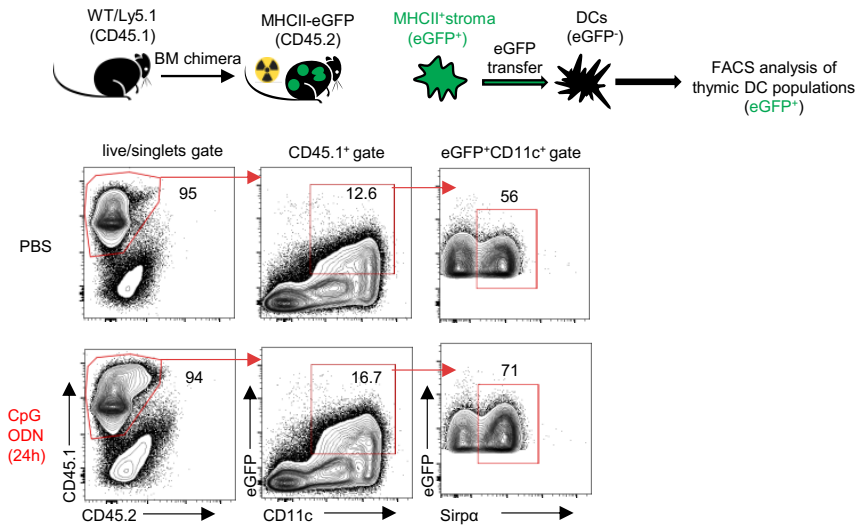 WT/Ly5.1
(CD45.1)
BM chimera
MHCII-eGFP
(CD45.2)
MHCII⁺stroma
(eGFP⁺)
eGFP
transfer
DCs
(eGFP⁻)
FACS analysis of
thymic DC populations
(eGFP⁺)
live/singlets gate
CD45.1⁺ gate
eGFP⁺CD11c⁺ gate
PBS
95
12.6
56
CpG
ODN
(24h)
94
16.7
71
CD45.1
eGFP
eGFP
CD45.2
CD11c
Sirpα